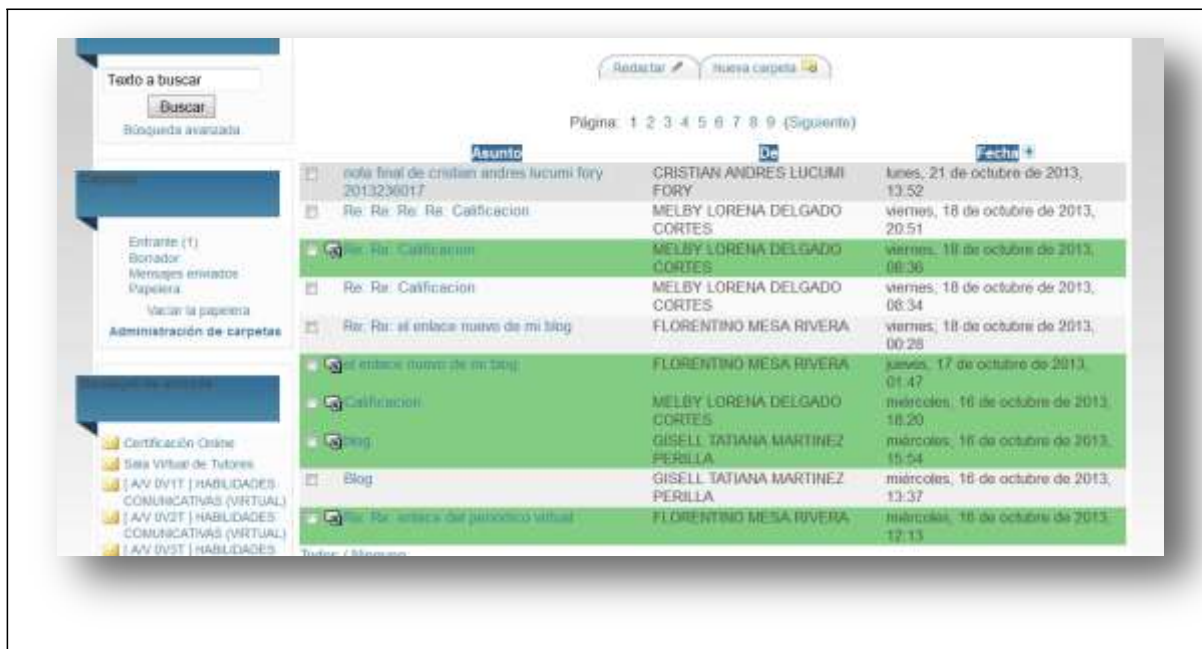 Texto a buscar
Buscar
Búsqueda avanzada
Entrante (1)
Borrador
Mensajes enviados
Papelera
Vaciar la papelera
Administración de carpetas
Certificación Online
Sala Virtual de Tutores
[ A/V 0V1T ] HABILIDADES
COMUNICATIVAS (VIRTUAL)
[ A/V 0V2T ] HABILIDADES
COMUNICATIVAS (VIRTUAL)
[ A/V 0V3T ] HABILIDADES
Redactar
Nueva carpeta
Página: 1 2 3 4 5 6 7 8 9 (Siguiente)
Asunto De Fecha
nota final de cristian andres lucumi fory CRISTIAN ANDRES LUCUMI lunes, 21 de octubre de 2013,
2013236017 FORY 13:52
Re: Re: Re: Re: Calificacion MELBY LORENA DELGADO viernes, 18 de octubre de 2013,
CORTES 20:51
Re: Re: Calificacion MELBY LORENA DELGADO viernes, 18 de octubre de 2013,
CORTES 08:36
Re: Re: Calificacion MELBY LORENA DELGADO viernes, 18 de octubre de 2013,
CORTES 08:34
Re: Re: el enlace nuevo de mi blog FLORENTINO MESA RIVERA viernes, 18 de octubre de 2013,
00:28
el enlace nuevo de mi blog FLORENTINO MESA RIVERA jueves, 17 de octubre de 2013,
01:47
Calificacion MELBY LORENA DELGADO miércoles, 16 de octubre de 2013,
CORTES 18:20
blog GISELL TATIANA MARTINEZ miércoles, 16 de octubre de 2013,
PERILLA 15:54
Blog GISELL TATIANA MARTINEZ miércoles, 16 de octubre de 2013,
PERILLA 13:37
Re: Re: enlace del periodico virtual FLORENTINO MESA RIVERA miércoles, 16 de octubre de 2013,
12:13
Todos / Ninguno